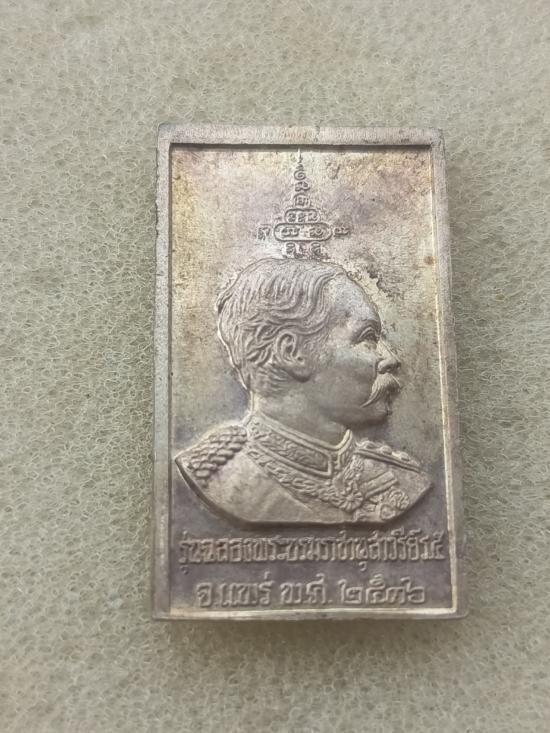 รุ่นฉลองพระบรมราชานุสาวรีย์ร๕
จ.แพร่ พ.ศ. ๒๕๓๖